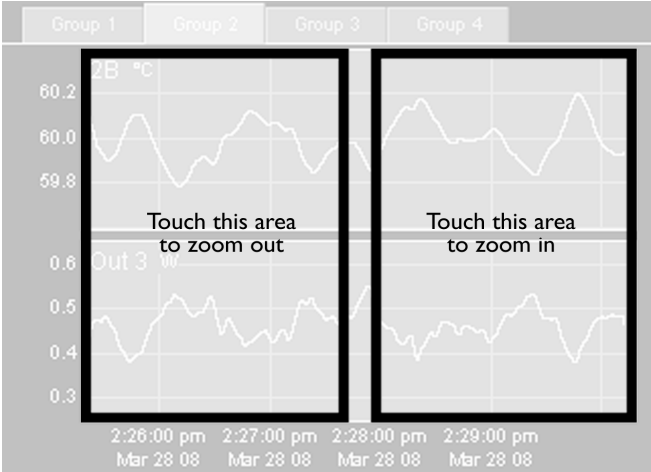 Group 1 Group 2 Group 3 Group 4
2B °C
60.2
60.0
59.8
Touch this area
to zoom out
Touch this area
to zoom in
Out 3 W
0.6
0.5
0.4
0.3
2:26:00 pm 2:27:00 pm 2:28:00 pm 2:29:00 pm
Mar 28 08 Mar 28 08 Mar 28 08 Mar 28 08